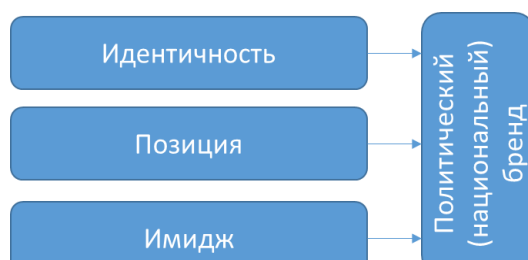 Идентичность
Позиция
Имидж
Политический
(национальный)
бренд